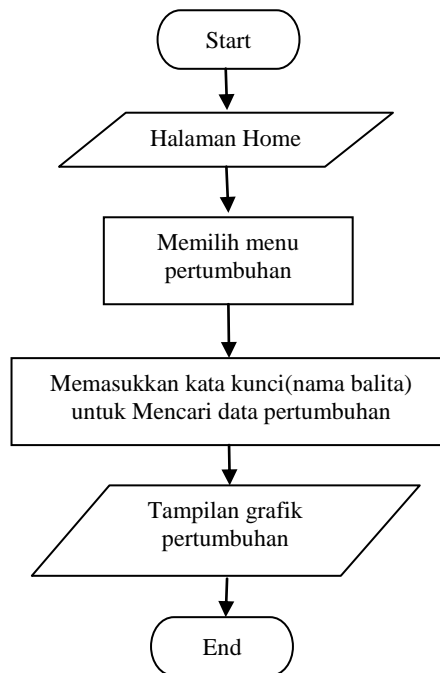 Start
Halaman Home
Memilih menu
pertumbuhan
Memasukkan kata kunci(nama balita)
untuk Mencari data pertumbuhan
Tampilan grafik
pertumbuhan
End